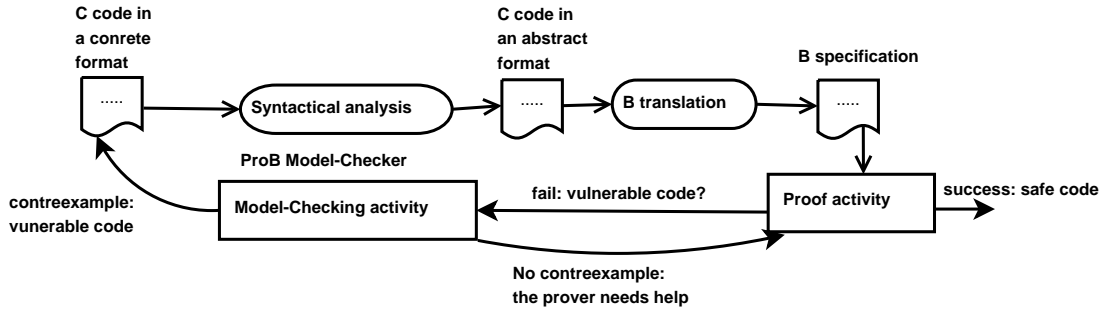 C code in
a conrete
format
C code in
an abstract
format
B specification
.....
Syntactical analysis
.....
B translation
.....
ProB Model-Checker
contreexample:
vunerable code
Model-Checking activity
fail: vulnerable code?
Proof activity
success: safe code
No contreexample:
the prover needs help